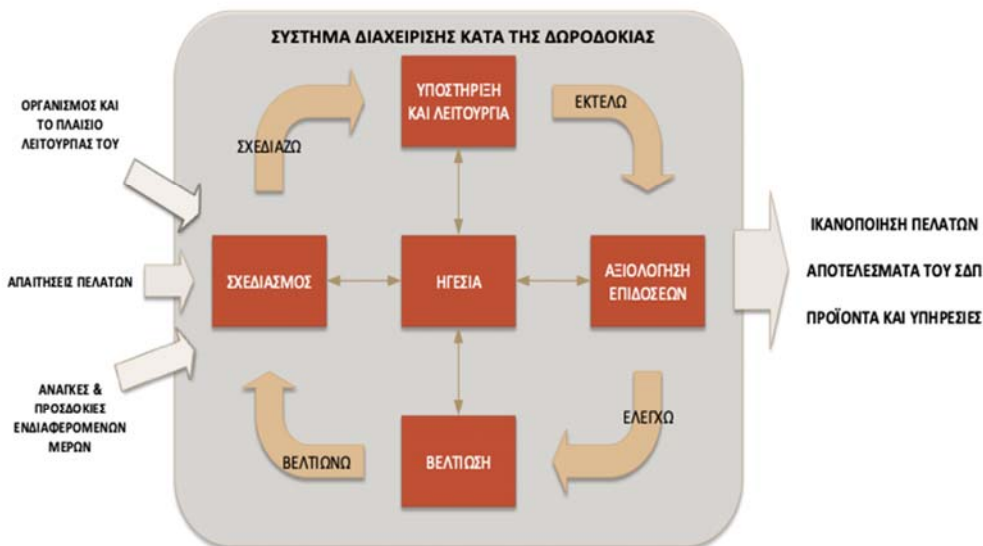 ΣΥΣΤΗΜΑ ΔΙΑΧΕΙΡΙΣΗΣ ΚΑΤΑ ΤΗΣ ΔΩΡΟΔΟΚΙΑΣ
ΟΡΓΑΝΙΣΜΟΣ ΚΑΙ
ΤΟ ΠΛΑΙΣΙΟ
ΛΕΙΤΟΥΡΓΙΑΣ ΤΟΥ
ΑΠΑΙΤΗΣΕΙΣ ΠΕΛΑΤΩΝ
ΑΝΑΓΚΕΣ &
ΠΡΟΣΔΟΚΙΕΣ
ΕΝΔΙΑΦΕΡΟΜΕΝΩΝ
ΜΕΡΩΝ
ΣΧΕΔΙΑΖΩ
ΥΠΟΣΤΗΡΙΞΗ
ΚΑΙ ΛΕΙΤΟΥΡΓΙΑ
ΕΚΤΕΛΩ
ΣΧΕΔΙΑΣΜΟΣ
ΗΓΕΣΙΑ
ΑΞΙΟΛΟΓΗΣΗ
ΕΠΙΔΟΣΕΩΝ
ΒΕΛΤΙΩΝΩ
ΒΕΛΤΙΩΣΗ
ΕΛΕΓΧΩ
ΙΚΑΝΟΠΟΙΗΣΗ ΠΕΛΑΤΩΝ
ΑΠΟΤΕΛΕΣΜΑΤΑ ΤΟΥ ΣΔΠ
ΠΡΟΪΟΝΤΑ ΚΑΙ ΥΠΗΡΕΣΙΕΣ